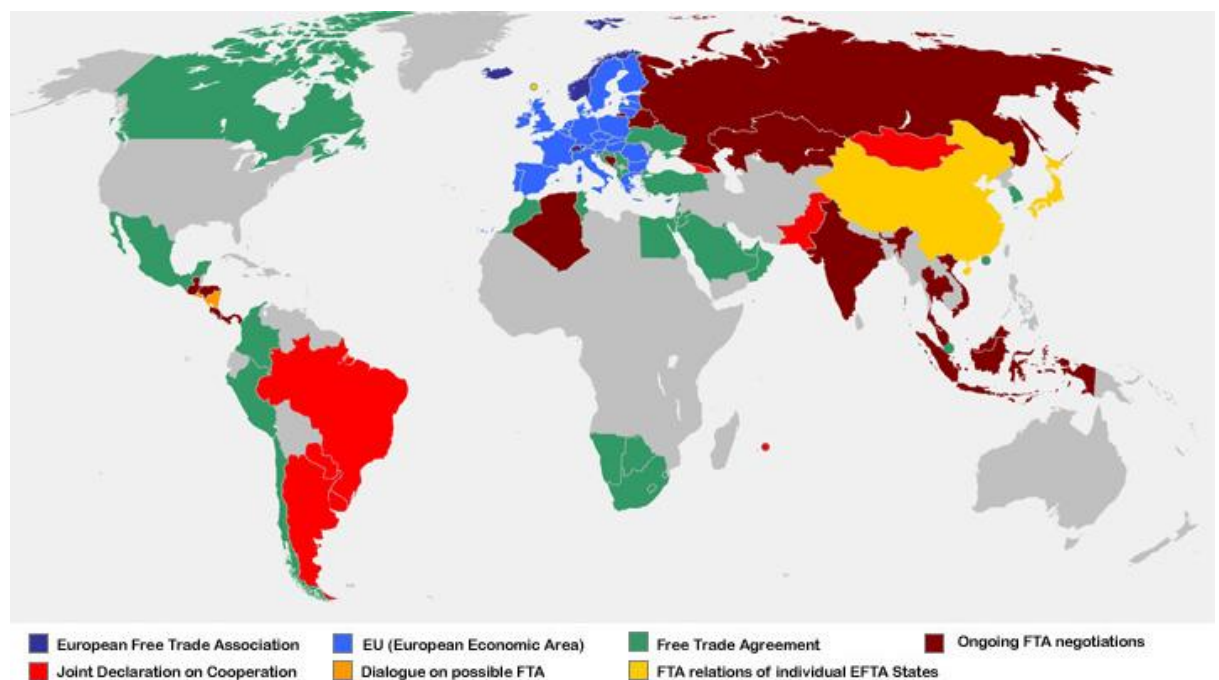 European Free Trade Association
EU (European Economic Area)
Free Trade Agreement
Ongoing FTA negotiations
Joint Declaration on Cooperation
Dialogue on possible FTA
FTA relations of individual EFTA States